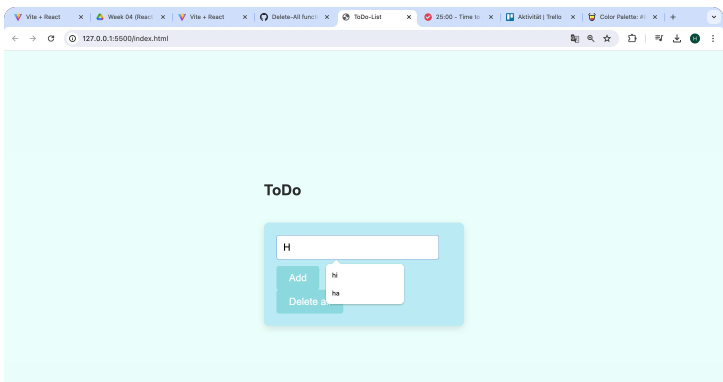 Vite + React
Week 04 (React
Vite + React
Delete-All functi
ToDo-List
25:00 - Time to
Aktivität | Trello
Color Palette: #
127.0.0.1:5500/index.html
H
ToDo
H
hi
ha
Add
Delete a